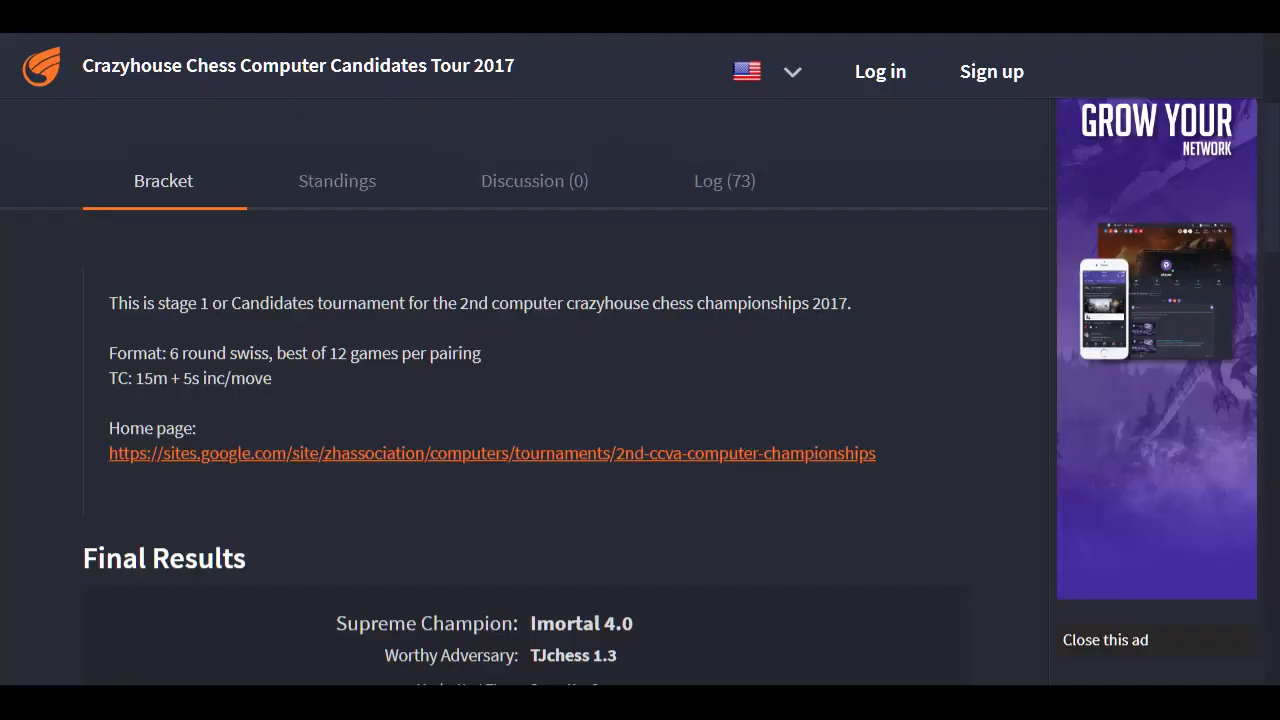 Crazyhouse Chess Computer Candidates Tour 2017
Log in
Sign up
GROW YOUR
NETWORK
Bracket
Standings
Discussion (0)
Log (73)
This is stage 1 or Candidates tournament for the 2nd computer crazyhouse chess championships 2017.
Format: 6 round swiss, best of 12 games per pairing
TC: 15m + 5s inc/move
Home page:
https://sites.google.com/site/zhassociation/computers/tournaments/2nd-ccva-computer-championships
Final Results
Supreme Champion: Imortal 4.0
Worthy Adversary: TJchess 1.3
Close this ad